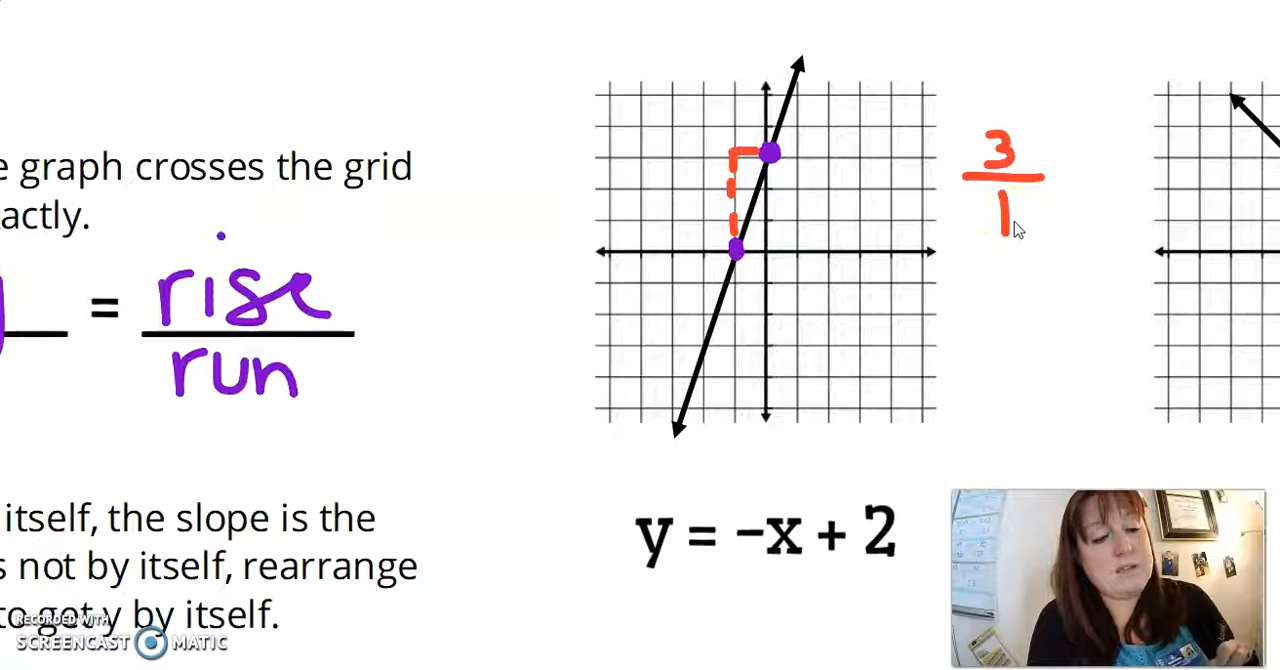 e graph crosses the grid
actly.
= rise
run
3
1
itself, the slope is the
s not by itself, rearrange
to get y by itself.
y = -x + 2
RECORDED WITH
SCREENCAST MATIC